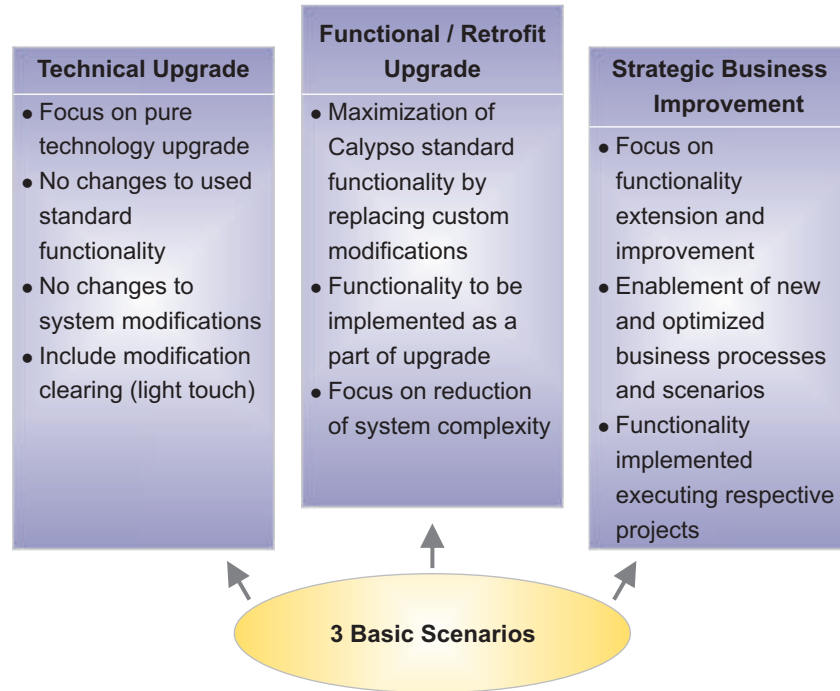 Technical Upgrade
● Focus on pure
technology upgrade
● No changes to used
standard
functionality
● No changes to
system modifications
● Include modification
clearing (light touch)
Functional / Retrofit
Upgrade
● Maximization of
Calypso standard
functionality by
replacing custom
modifications
● Functionality to be
implemented as a
part of upgrade
● Focus on reduction
of system complexity
Strategic Business
Improvement
● Focus on
functionality
extension and
improvement
● Enablement of new
and optimized
business processes
and scenarios
● Functionality
implemented
executing respective
projects
3 Basic Scenarios